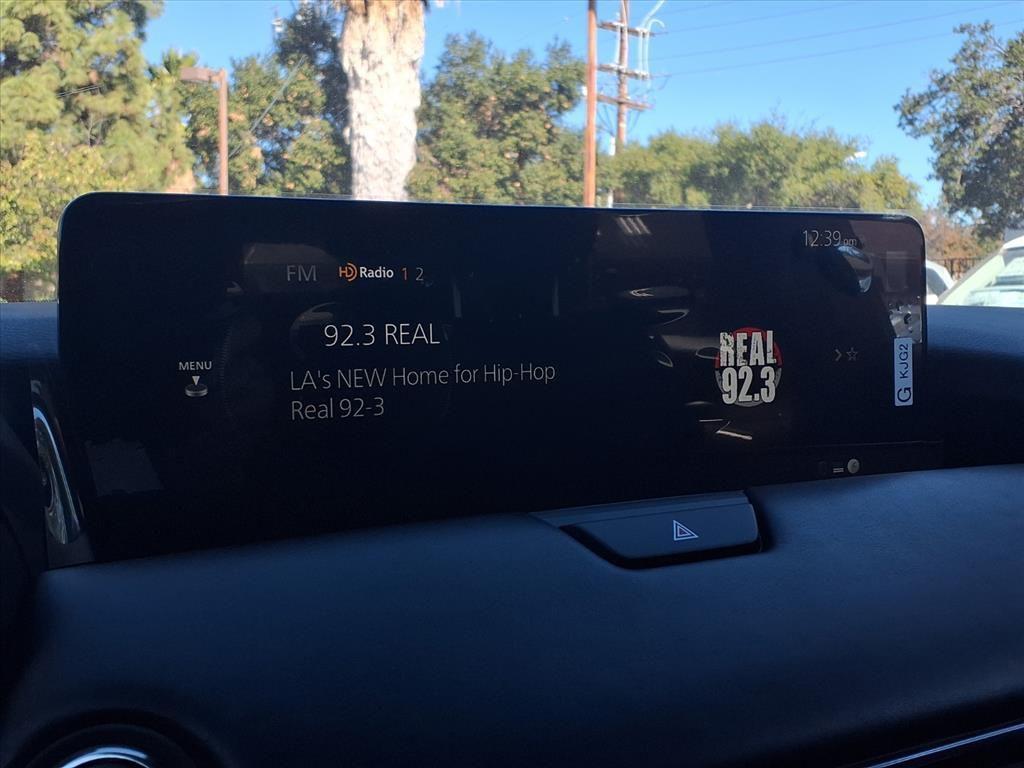 12:39 pm
FM HD Radio 1 2
92.3 REAL
MENU
LA's NEW Home for Hip-Hop
Real 92-3
REAL
92.3
G KJG2